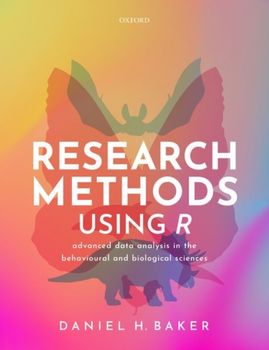 OXFORD
RESEARCH
METHODS
USING R
advanced data analysis in the
behavioural and biological sciences
DANIEL H. BAKER